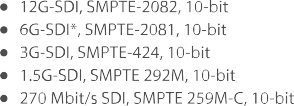 • 12G-SDI, SMPTE-2082, 10-bit
• 6G-SDI*, SMPTE-2081, 10-bit
• 3G-SDI, SMPTE-424, 10-bit
• 1.5G-SDI, SMPTE 292M, 10-bit
• 270 Mbit/s SDI, SMPTE 259M-C, 10-bit